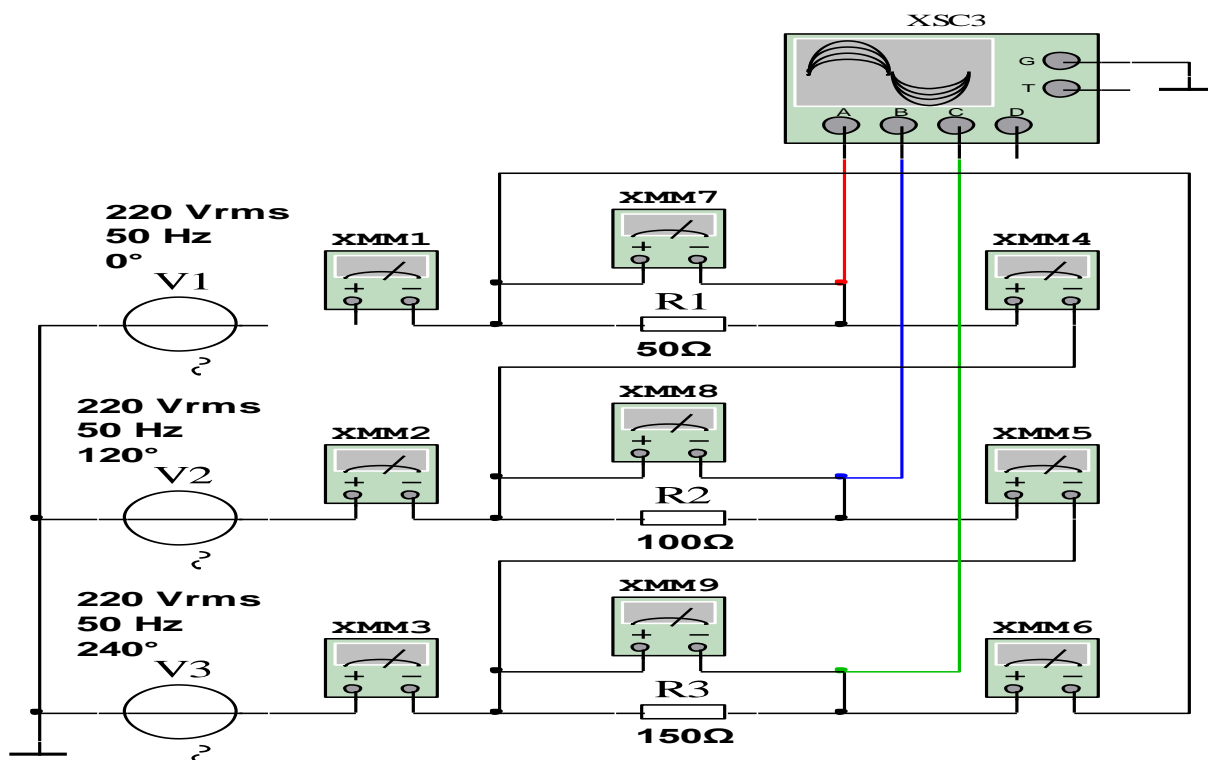 XSC3
G
T
A B C D
XMM7
220 Vrms
50 Hz
0°
V1
XMM1
XMM4
+ −
+ −
+ −
R1
50Ω
XMM8
220 Vrms
50 Hz
120°
V2
XMM2
XMM5
+ −
+ −
+ −
R2
100Ω
XMM9
220 Vrms
50 Hz
240°
V3
XMM3
XMM6
+ −
+ −
+ −
R3
150Ω